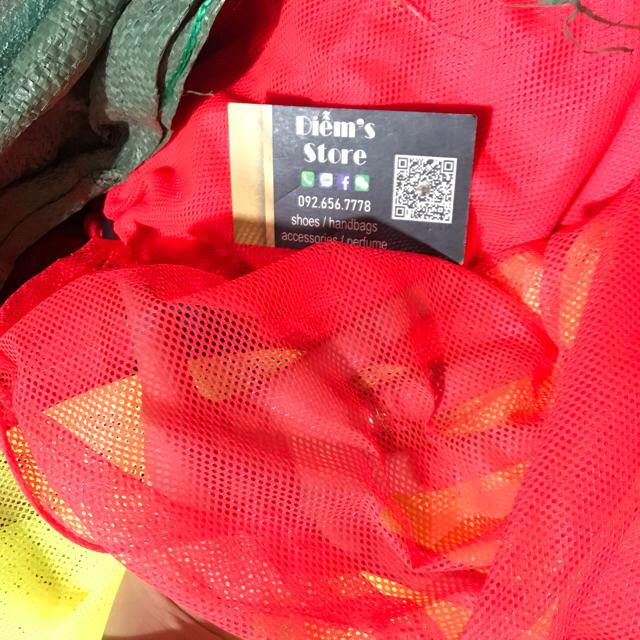 Diễm's
Store
092.656.7778
shoes / handbags
accessories / perfume